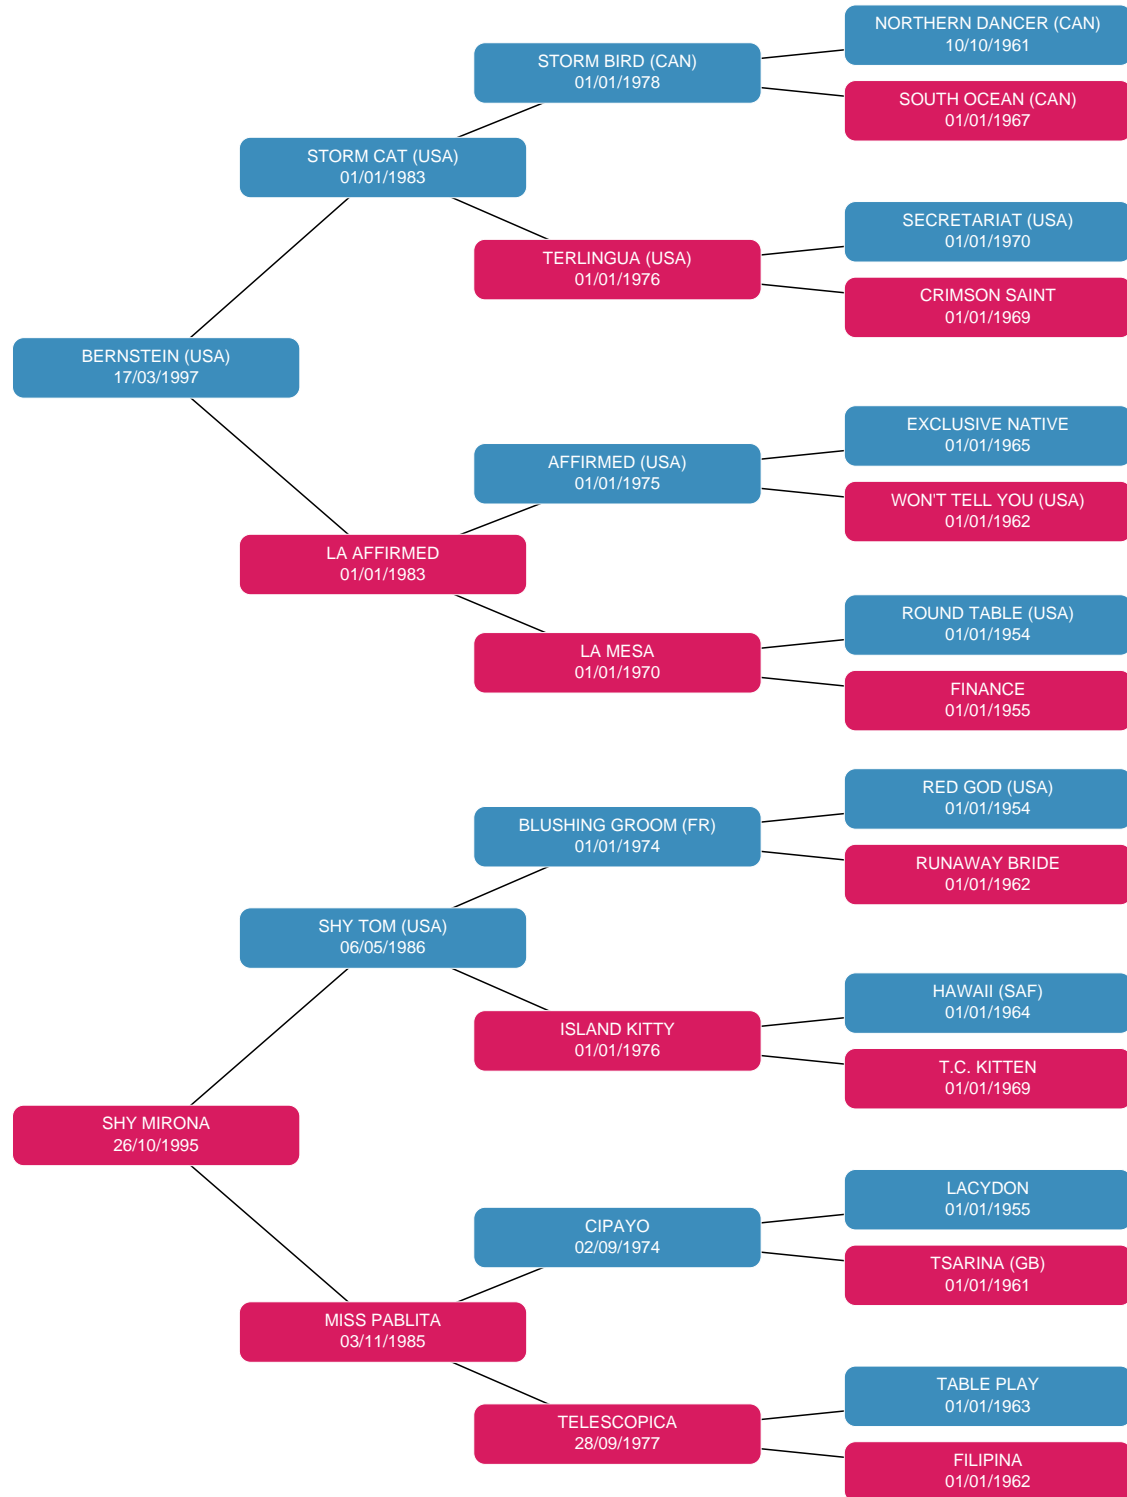 NORTHERN DANCER (CAN)
10/10/1961
STORM BIRD (CAN)
01/01/1978
SOUTH OCEAN (CAN)
01/01/1967
STORM CAT (USA)
01/01/1983
SECRETARIAT (USA)
01/01/1970
TERLINGUA (USA)
01/01/1976
CRIMSON SAINT
01/01/1969
BERNSTEIN (USA)
17/03/1997
EXCLUSIVE NATIVE
01/01/1965
AFFIRMED (USA)
01/01/1975
WON'T TELL YOU (USA)
01/01/1962
LA AFFIRMED
01/01/1983
ROUND TABLE (USA)
01/01/1954
LA MESA
01/01/1970
FINANCE
01/01/1955
RED GOD (USA)
01/01/1954
BLUSHING GROOM (FR)
01/01/1974
RUNAWAY BRIDE
01/01/1962
SHY TOM (USA)
06/05/1986
HAWAII (SAF)
01/01/1964
ISLAND KITTY
01/01/1976
T.C. KITTEN
01/01/1969
SHY MIRONA
26/10/1995
LACYDON
01/01/1955
CIPAYO
02/09/1974
TSARINA (GB)
01/01/1961
MISS PABLITA
03/11/1985
TABLE PLAY
01/01/1963
TELESCOPICA
28/09/1977
FILIPINA
01/01/1962